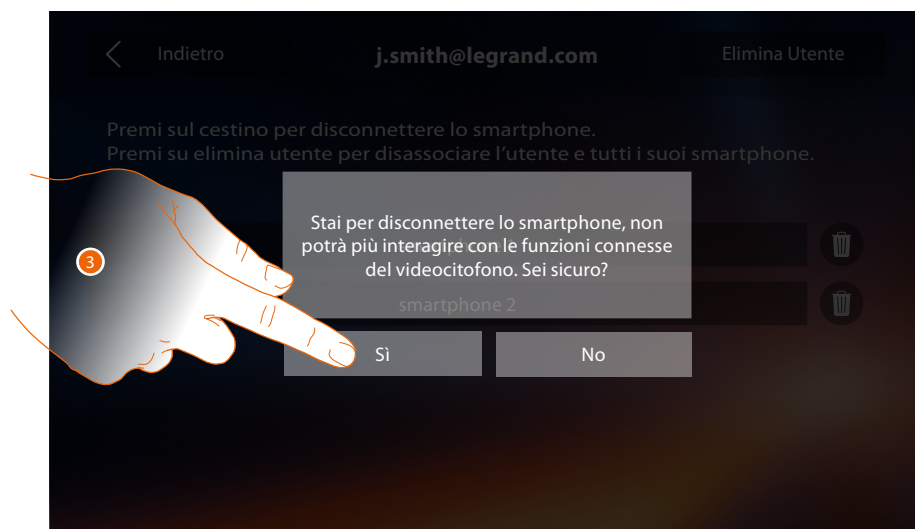 Indietro
j.smith@legrand.com
Elimina Utente
Premi sul cestino per disconnettere lo smartphone.
Premi su elimina utente per disassociare l'utente e tutti i suoi smartphone.
Stai per disconnettere lo smartphone, non
potrà più interagire con le funzioni connesse
del videocitofono. Sei sicuro?
3
smartphone 2
Sì
No